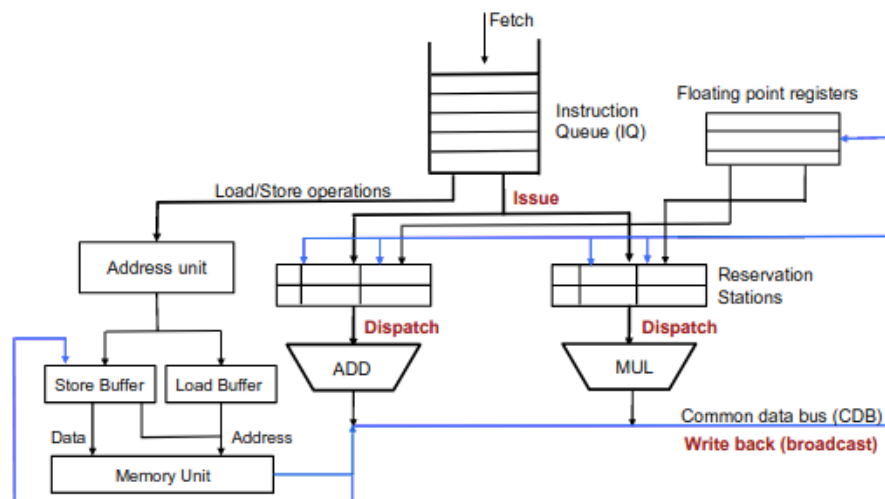 Fetch
Instruction
Queue (IQ)
Floating point registers
Load/Store operations
Issue
Address unit
Reservation
Stations
Dispatch
Dispatch
ADD
MUL
Store Buffer
Load Buffer
Common data bus (CDB)
Data
Address
Write back (broadcast)
Memory Unit